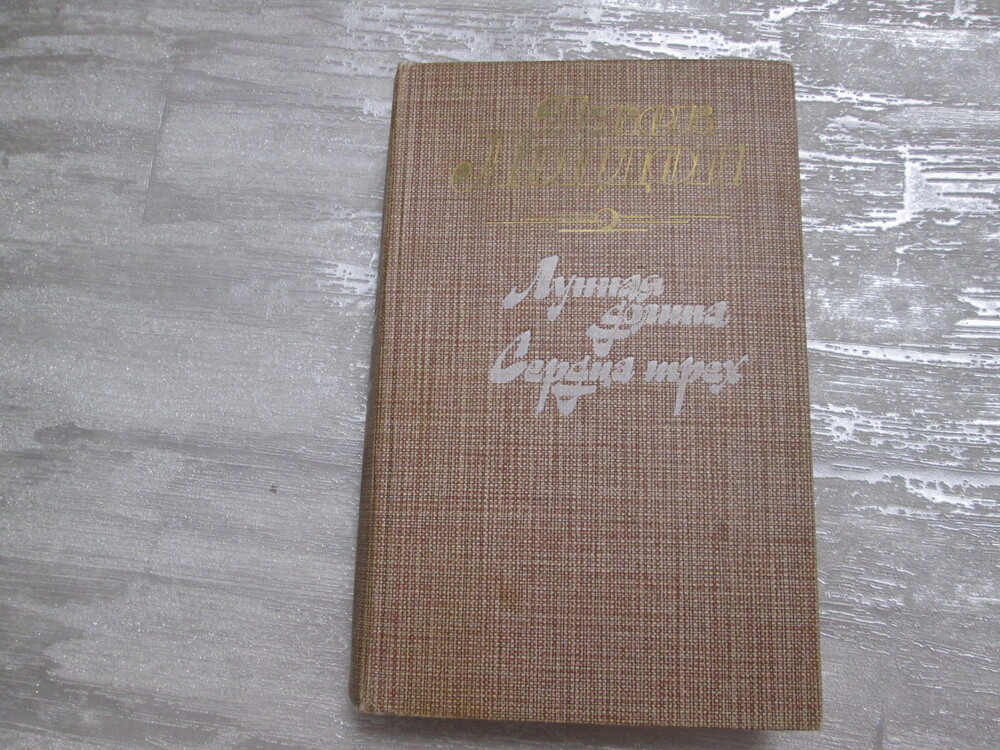 Джек
Лондон
Лунная
долина
Сердца трех